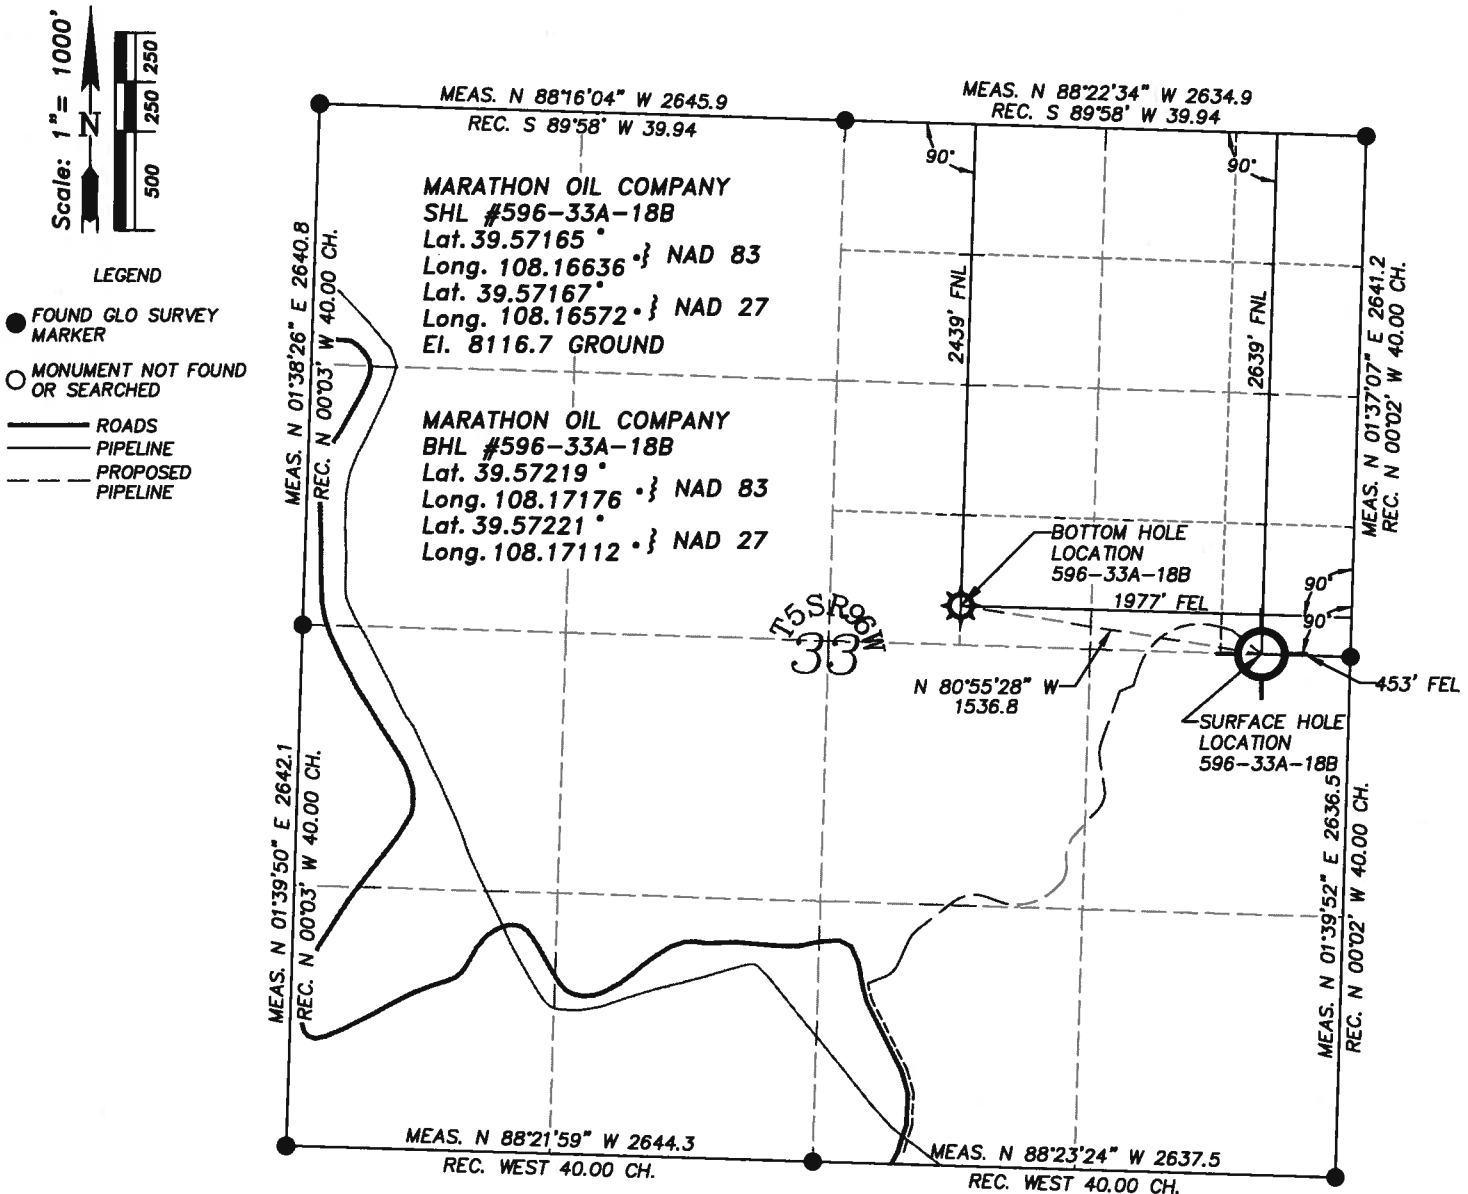 Scale: 1"= 1000'
N
250
250
500
LEGEND
FOUND GLO SURVEY
MARKER
MONUMENT NOT FOUND
OR SEARCHED
ROADS
PIPELINE
PROPOSED
PIPELINE
MEAS. N 88°16'04" W 2645.9
REC. S 89°58' W 39.94
MEAS. N 88°22'34" W 2634.9
REC. S 89°58' W 39.94
90°
90°
MARATHON OIL COMPANY
SHL #596-33A-18B
Lat. 39.57165 °
Long. 108.16636 °} NAD 83
Lat. 39.57167°
Long. 108.16572 °} NAD 27
El. 8116.7 GROUND
MARATHON OIL COMPANY
BHL #596-33A-18B
Lat. 39.57219 °
Long. 108.17176 °} NAD 83
Lat. 39.57221 °
Long. 108.17112 °} NAD 27
MEAS. N 01°38'26" E 2640.8
REC. N 00°03' W 40.00 CH.
2439' FNL
2639' FNL
MEAS. N 01°37'07" E 2641.2
REC. N 00°02' W 40.00 CH.
BOTTOM HOLE
LOCATION
596-33A-18B
1977' FEL
90°
90°
T5S R96W
33
N 80°55'28" W
1536.8
453' FEL
SURFACE HOLE
LOCATION
596-33A-18B
MEAS. N 01°39'50" E 2642.1
REC. N 00°03' W 40.00 CH.
MEAS. N 01°39'52" E 2636.5
REC. N 00°02' W 40.00 CH.
MEAS. N 88°21'59" W 2644.3
REC. WEST 40.00 CH.
MEAS. N 88°23'24" W 2637.5
REC. WEST 40.00 CH.